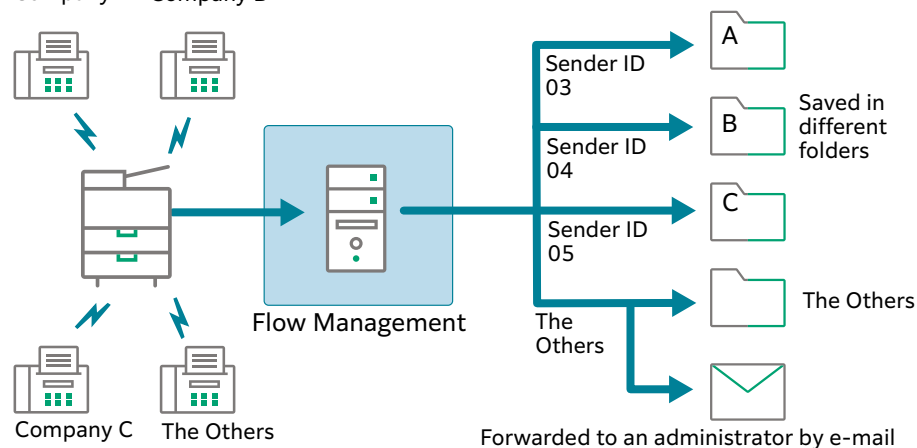 A
Sender ID
03
B
Saved in
different
folders
Sender ID
04
C
Sender ID
05
Flow Management
The
Others
The Others
Company C
The Others
Forwarded to an administrator by e-mail